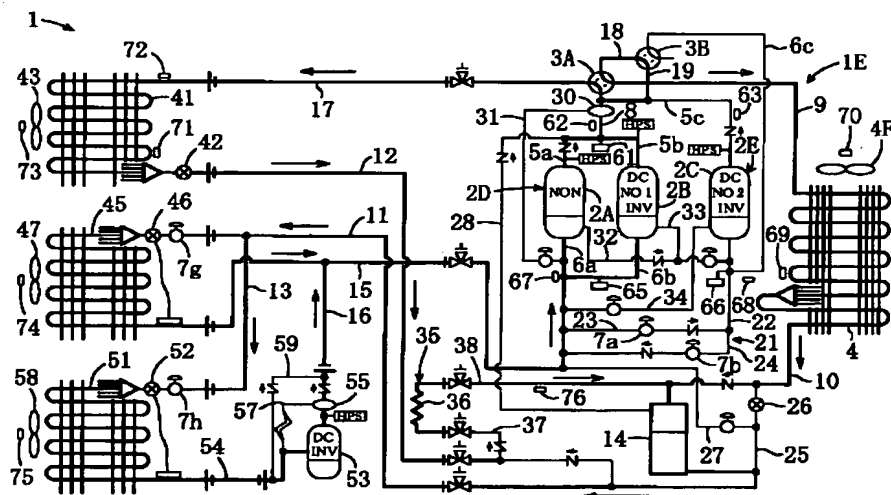 1
72
3A
18
3B
6c
1E
43
41
17
30
8
19
5c
63
9
31
62
HPS
70
4F
71
42
5a
HPS
61
5b
HPS
2E
73
12
2D
NON
2A
DC
NO 1
INV
2B
2C
DC
NO 2
INV
47
45
46
11
28
33
32
69
7g
6a
6b
67
65
66
68
13
15
34
74
16
23
7a
22
21
51
52
59
35
38
7b
24
4
58
55
36
76
10
7h
57
HPS
37
26
75
54
DC
INV
53
14
27
25